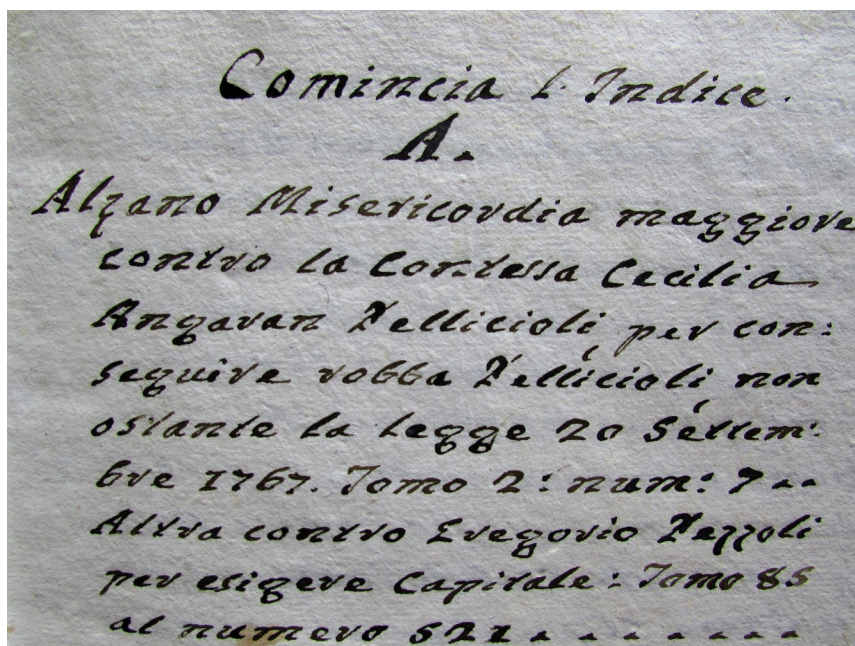 Comincia l'Indice.
A.
Alzano Misericordia maggiore
contro la Contessa Cecilia
Angaran Pellicioli, per con:
seguire robba Pellicioli, non
ostante la legge 20 Settem:
bre 1767. Tomo 2: num: 7..
Altra contro Gregorio Pezzoli
per esigere Capitale: Tomo 85
al numero 521 . . . . . . . .